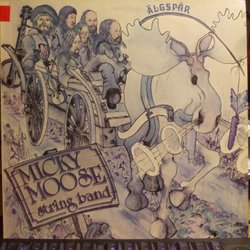 ÄLGSPÅR
MICKY
MOOSE
string band